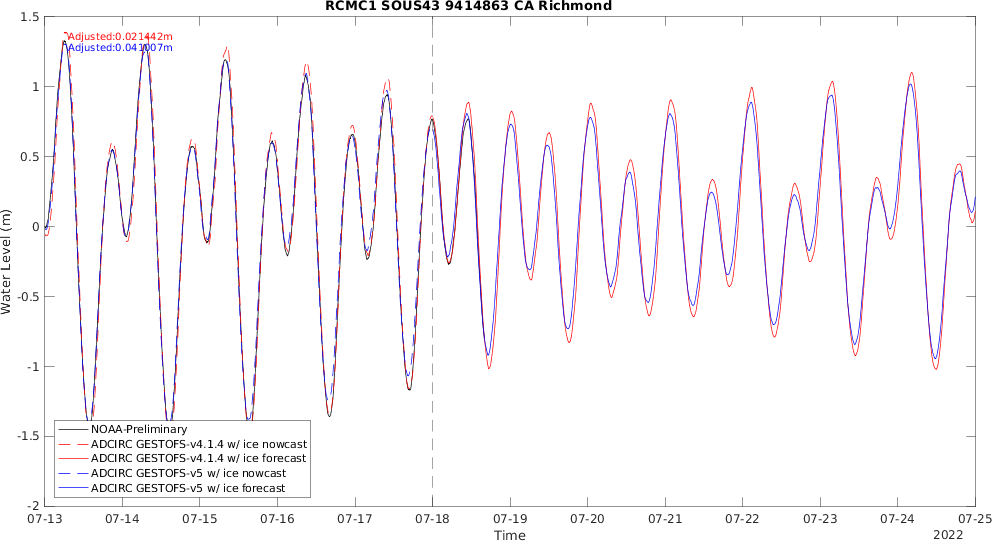 RCMC1 SOUS43 9414863 CA Richmond
Adjusted:0.021442m
Adjusted:0.041007m
Water Level (m)
1.5
1
0.5
0
-0.5
-1
-1.5
-2
NOAA-Preliminary
ADCIRC GESTOFS-v4.1.4 w/ ice nowcast
ADCIRC GESTOFS-v4.1.4 w/ ice forecast
ADCIRC GESTOFS-v5 w/ ice nowcast
ADCIRC GESTOFS-v5 w/ ice forecast
07-13 07-14 07-15 07-16 07-17 07-18 07-19 07-20 07-21 07-22 07-23 07-24 07-25
Time
2022